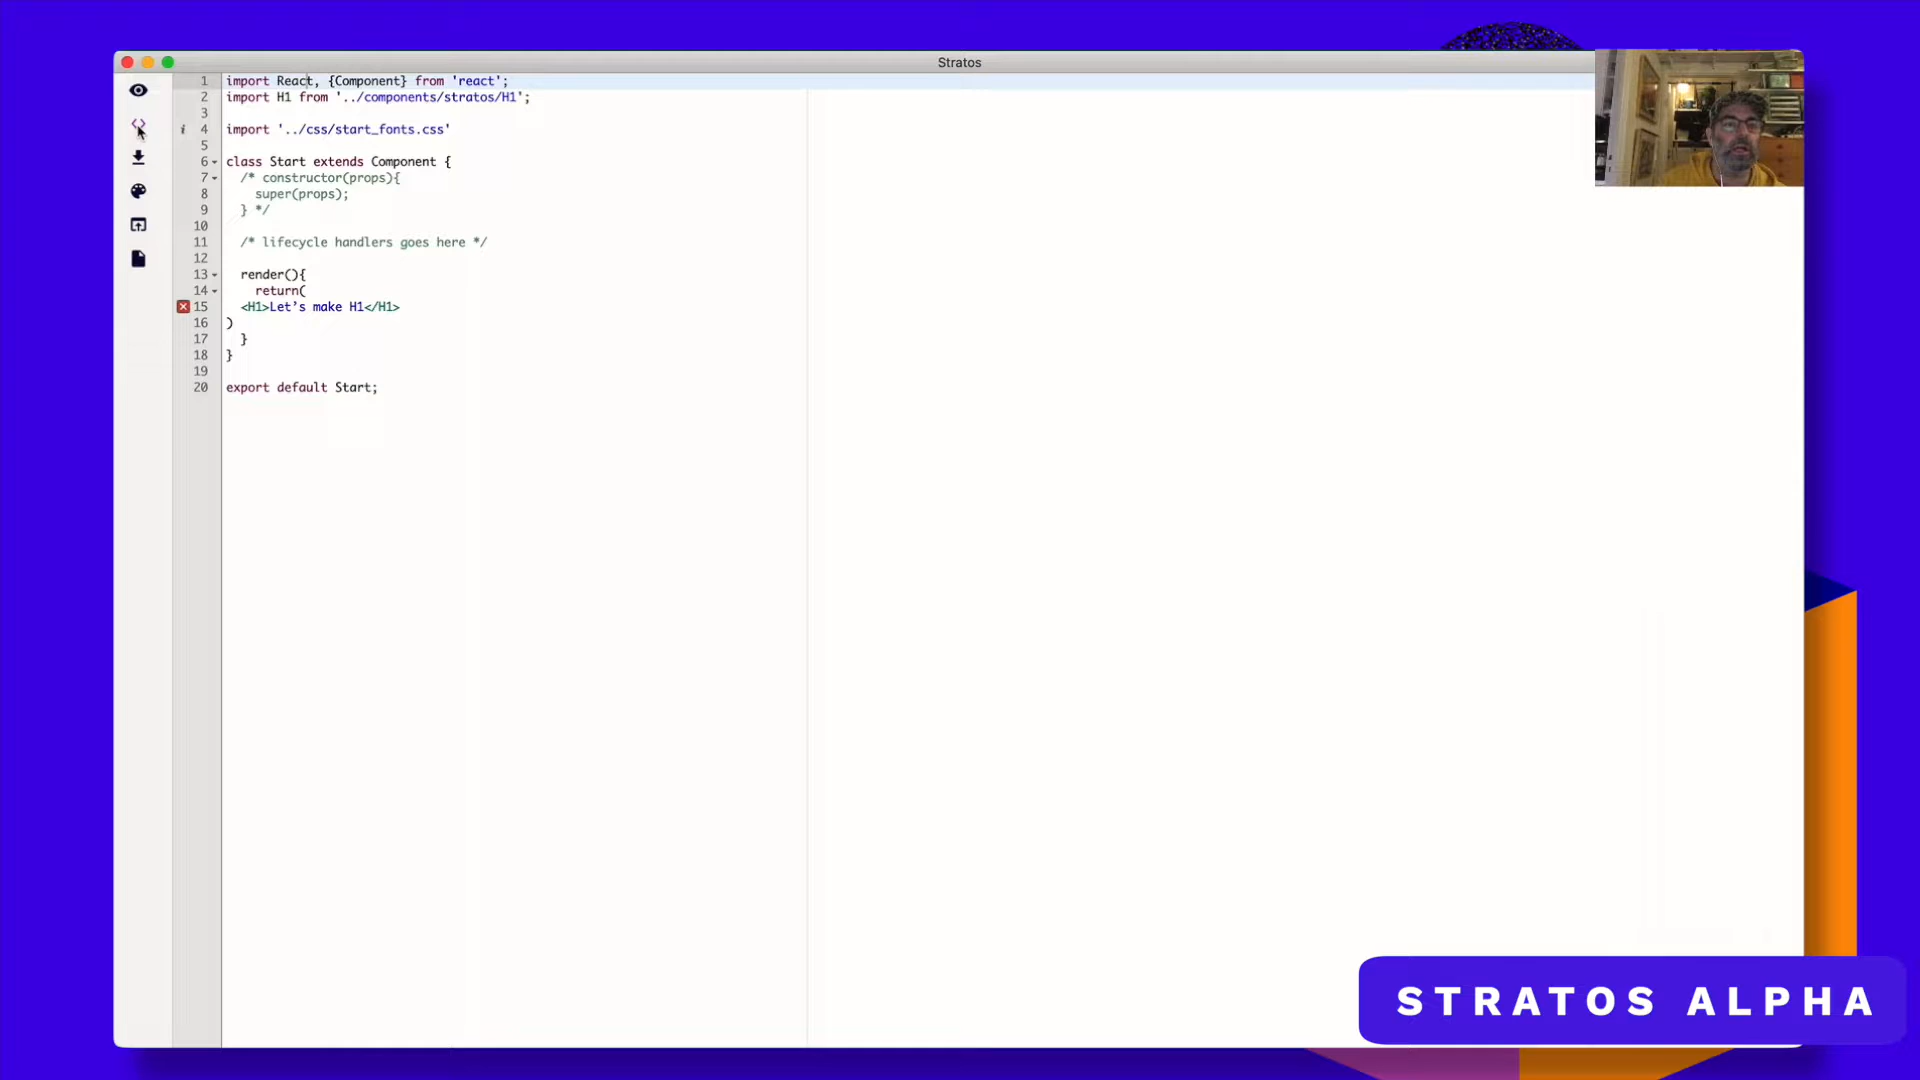 Stratos
1 import React, {Component} from 'react';
2 import H1 from '../components/stratos/H1';
3
i 4 import '../css/start_fonts.css'
5
6 class Start extends Component {
7 /* constructor(props){
8 super(props);
9 } */
10
11 /* lifecycle handlers goes here */
12
13 render(){
14 return(
15 <H1>Let’s make H1</H1>
16 )
17 }
18 }
19
20 export default Start;
STRATOS ALPHA